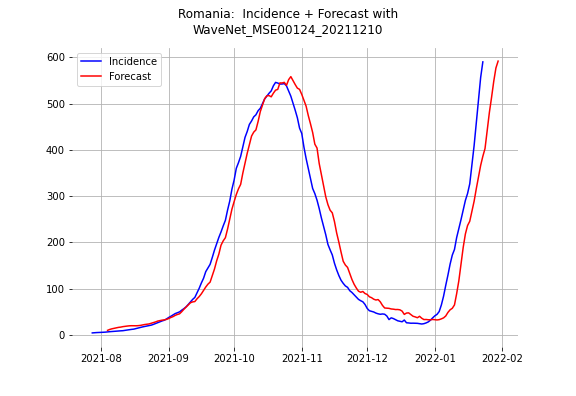 Romania:  Incidence + Forecast with
WaveNet_MSE00124_20211210
Incidence
Forecast
600
500
400
300
200
100
0
2021-08 2021-09 2021-10 2021-11 2021-12 2022-01 2022-02